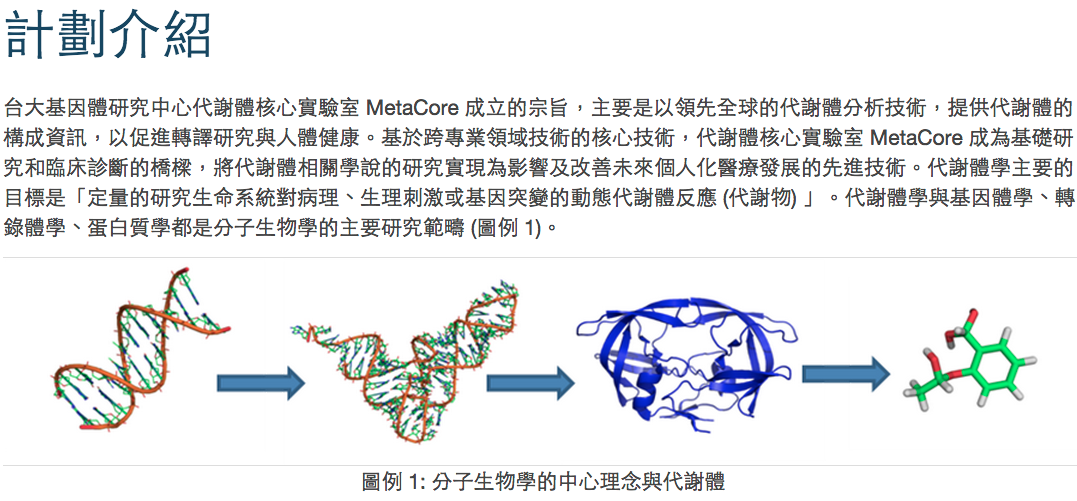 計劃介紹
台大基因體研究中心代謝體核心實驗室 MetaCore 成立的宗旨，主要是以領先全球的代謝體分析技術，提供代謝體的
構成資訊，以促進轉譯研究與人體健康。基於跨專業領域技術的核心技術，代謝體核心實驗室 MetaCore 成為基礎研
究和臨床診斷的橋樑，將代謝體相關學說的研究實現為影響及改善未來個人化醫療發展的先進技術。代謝體學主要的
目標是「定量的研究生命系統對病理、生理刺激或基因突變的動態代謝體反應 (代謝物) 」。代謝體學與基因體學、轉
錄體學、蛋白質學都是分子生物學的主要研究範疇 (圖例 1)。
圖例 1: 分子生物學的中心理念與代謝體